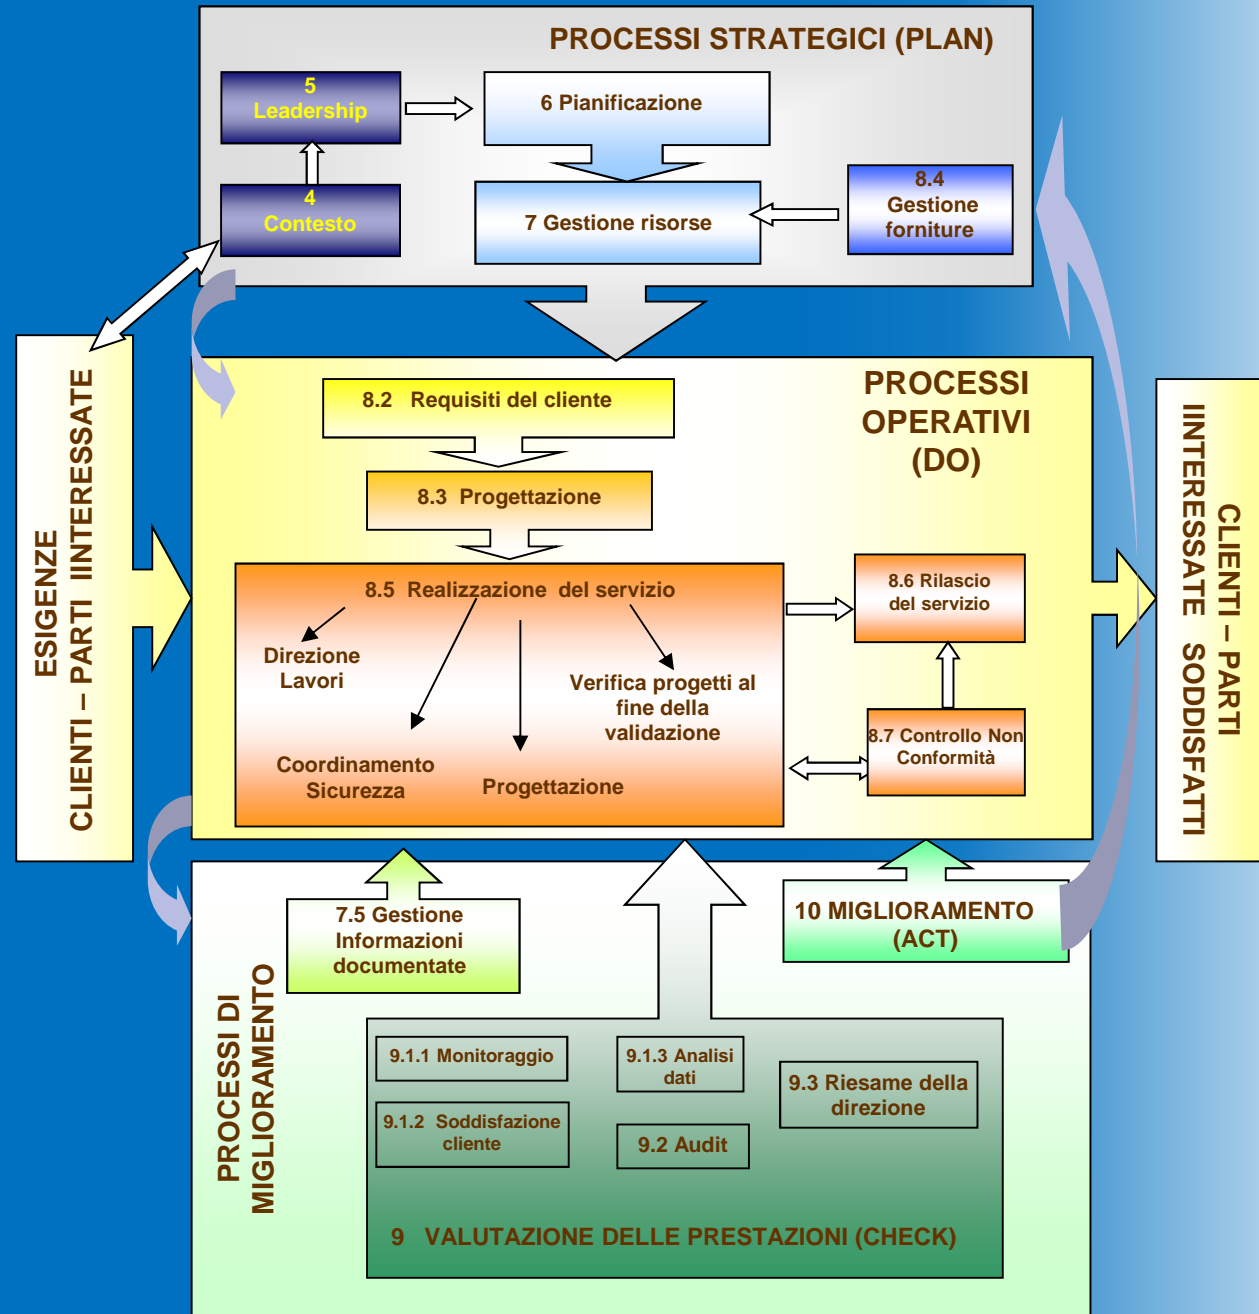 PROCESSI STRATEGICI (PLAN)
5
Leadership
6 Pianificazione
4
Contesto
7 Gestione risorse
8.4
Gestione
forniture
ESIGENZE
CLIENTI – PARTI IINTERESSATE
PROCESSI
OPERATIVI
(DO)
8.2 Requisiti del cliente
8.3 Progettazione
8.5 Realizzazione del servizio
Direzione
Lavori
Coordinamento
Sicurezza
Progettazione
Verifica progetti al
fine della
validazione
8.6 Rilascio
del servizio
8.7 Controllo Non
Conformità
CLIENTI – PARTI
IINTERESSATE SODDISFATTI
7.5 Gestione
Informazioni
documentate
10 MIGLIORAMENTO
(ACT)
PROCESSI DI
MIGLIORAMENTO
9.1.1 Monitoraggio
9.1.2 Soddisfazione
cliente
9.1.3 Analisi
dati
9.2 Audit
9.3 Riesame della
direzione
9 VALUTAZIONE DELLE PRESTAZIONI (CHECK)